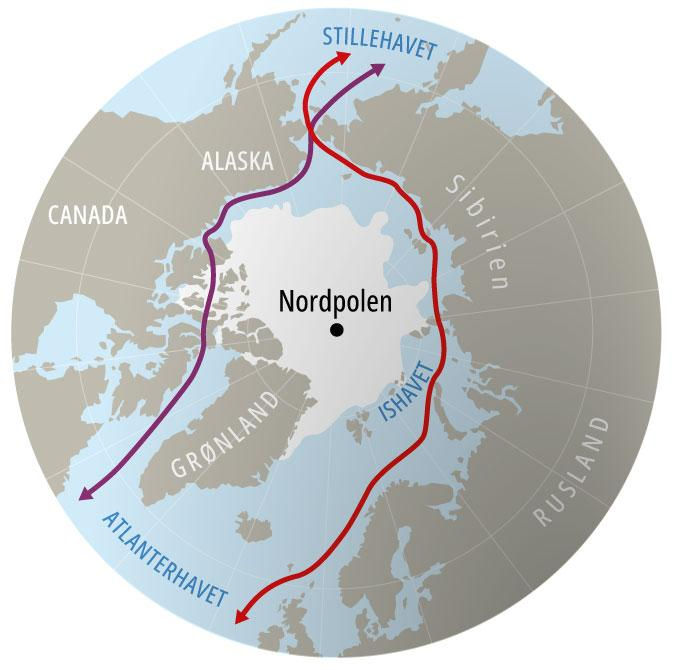 STILLEHAVET
ALASKA
CANADA
Sibirien
Nordpolen
ISHAVET
GRØNLAND
RUSLAND
ATLANTERHAVET